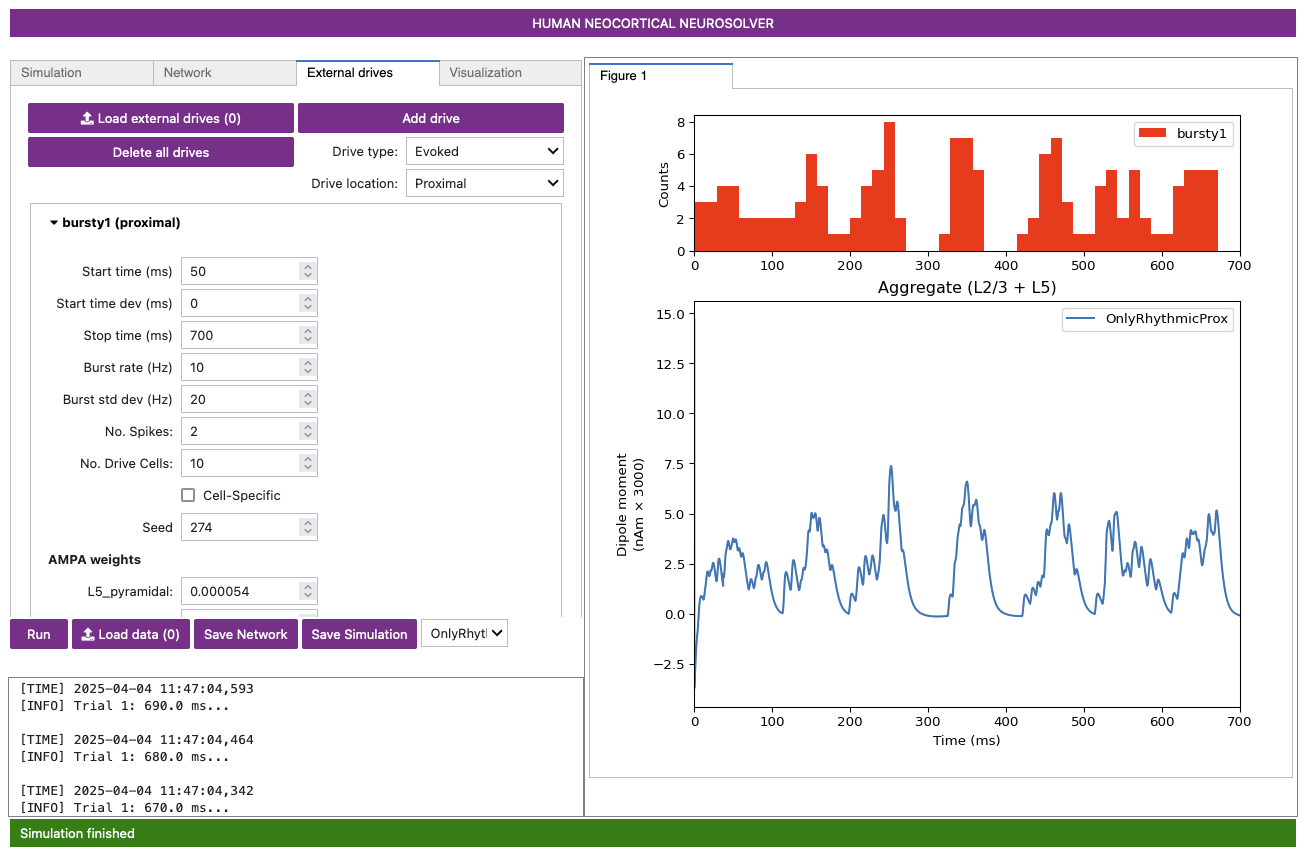 HUMAN NEOCORTICAL NEUROSOLVER
Simulation
Network
External drives
Visualization
Load external drives (0)
Add drive
Delete all drives
Drive type:
Evoked
Drive location:
Proximal
bursty1 (proximal)
Start time (ms)
50
Start time dev (ms)
0
Stop time (ms)
700
Burst rate (Hz)
10
Burst std dev (Hz)
20
No. Spikes:
2
No. Drive Cells:
10
Cell-Specific
Seed
274
AMPA weights
L5_pyramidal:
0.000054
Run
Load data (0)
Save Network
Save Simulation
OnlyRhyt
[TIME] 2025-04-04 11:47:04,593
[INFO] Trial 1: 690.0 ms...
[TIME] 2025-04-04 11:47:04,464
[INFO] Trial 1: 680.0 ms...
[TIME] 2025-04-04 11:47:04,342
[INFO] Trial 1: 670.0 ms...
Simulation finished
Figure 1
8
6
4
2
0
Counts
bursty1
0 100 200 300 400 500 600 700
Aggregate (L2/3 + L5)
OnlyRhythmicProx
15.0
12.5
10.0
7.5
5.0
2.5
0.0
−2.5
Dipole moment
(nAm × 3000)
0 100 200 300 400 500 600 700
Time (ms)